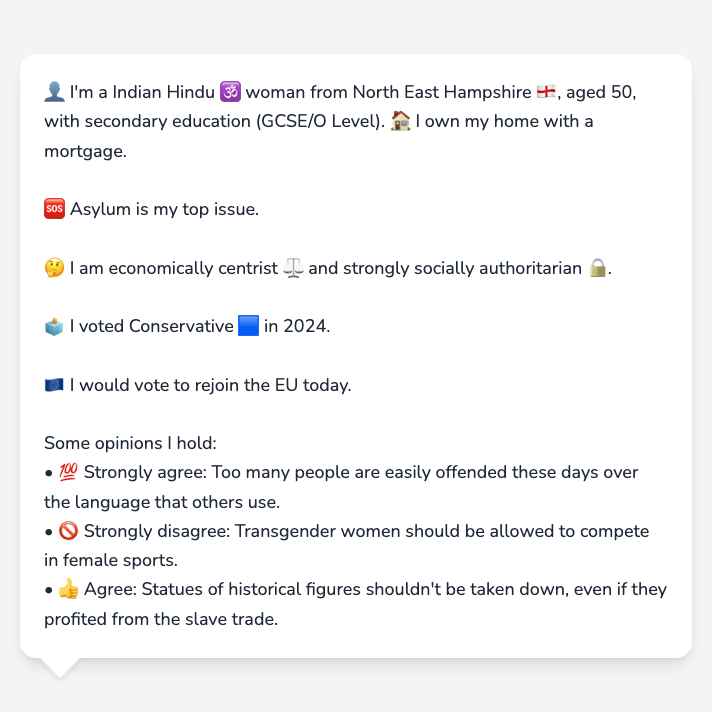 👤 I'm a Indian Hindu 🕉️ woman from North East Hampshire 🏴󠁧󠁢󠁥󠁮󠁧󠁿, aged 50,
with secondary education (GCSE/O Level). 🏠 I own my home with a
mortgage.
🆘 Asylum is my top issue.
🤔 I am economically centrist ⚖️ and strongly socially authoritarian 🔒.
🗳️ I voted Conservative 🟦 in 2024.
🇪🇺 I would vote to rejoin the EU today.
Some opinions I hold:
• 💯 Strongly agree: Too many people are easily offended these days over
the language that others use.
• 🚫 Strongly disagree: Transgender women should be allowed to compete
in female sports.
• 👍 Agree: Statues of historical figures shouldn't be taken down, even if they
profited from the slave trade.